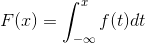 F(x) = \int_{-\infty}^{x} f(t)dt